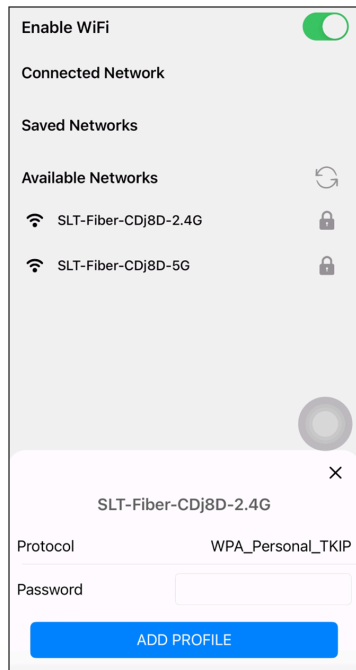 Enable WiFi
Connected Network
Saved Networks
Available Networks
SLT-Fiber-CDj8D-2.4G
SLT-Fiber-CDj8D-5G
SLT-Fiber-CDj8D-2.4G
Protocol WPA_Personal_TKIP
Password
ADD PROFILE